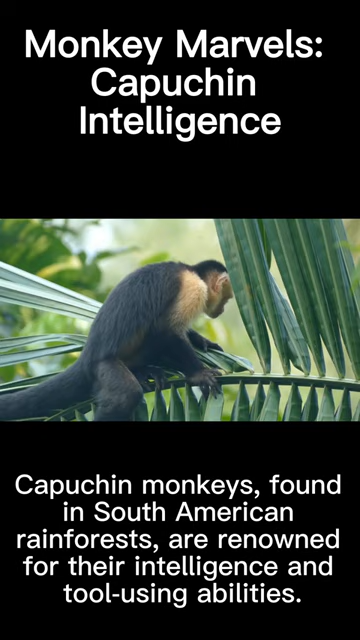 Monkey Marvels:
Capuchin
Intelligence
Capuchin monkeys, found
in South American
rainforests, are renowned
for their intelligence and
tool-using abilities.